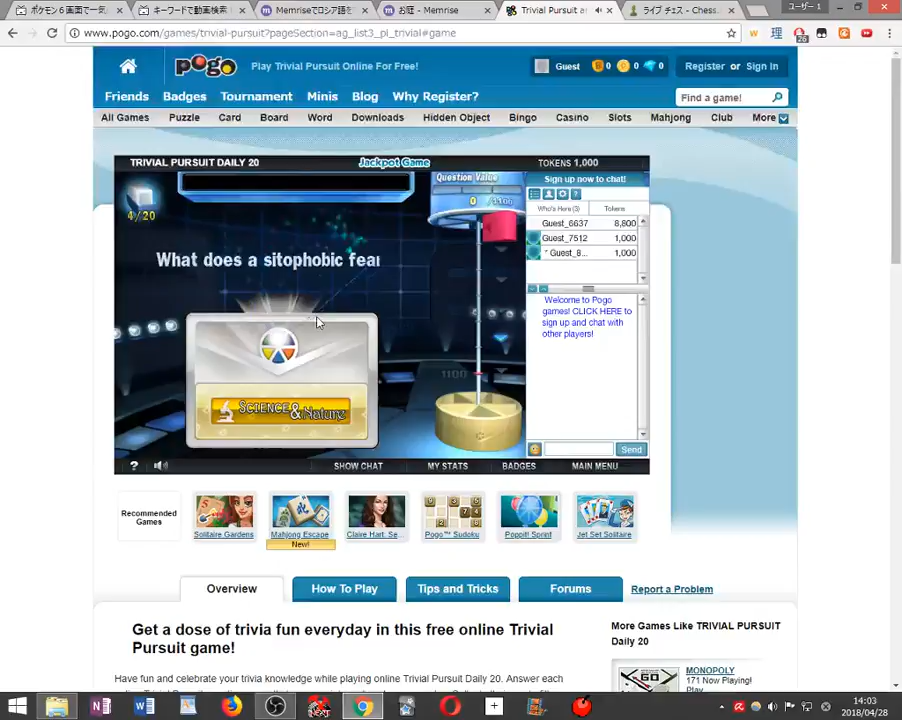 ポケモン６画面で一気
キーワードで動画検索
Memriseでロシア語を
お庭 - Memrise
Trivial Pursuit a
ライブ チェス - Chess.
ユーザー 1
www.pogo.com/games/trivial-pursuit?pageSection=ag_list3_pl_trivial#game
pogo
Play Trivial Pursuit Online For Free!
Guest 0 0 0
Register or Sign In
Friends Badges Tournament Minis Blog Why Register?
Find a game!
All Games Puzzle Card Board Word Downloads Hidden Object Bingo Casino Slots Mahjong Club More
TRIVIAL PURSUIT DAILY 20
Jackpot Game
TOKENS 1,000
Question Value
0 /1100
4/20
Sign up now to chat!
Who's Here (3) Tokens
Guest_6637 8,800
Guest_7512 1,000
* Guest_8... 1,000
What does a sitophobic fear
Welcome to Pogo
games! CLICK HERE to
sign up and chat with
other players!
1100
SCIENCE & Nature
Send
? SHOW CHAT MY STATS BADGES MAIN MENU
Recommended
Games
Solitaire Gardens
Mahjong Escape
New!
Claire Hart: Se...
Pogo™ Sudoku
Poppit! Sprint
Jet Set Solitaire
Overview How To Play Tips and Tricks Forums Report a Problem
Get a dose of trivia fun everyday in this free online Trivial
Pursuit game!
More Games Like TRIVIAL PURSUIT
Daily 20
Have fun and celebrate your trivia knowledge while playing online Trivial Pursuit Daily 20. Answer each
MONOPOLY
171 Now Playing!
Play
14:03
2018/04/28